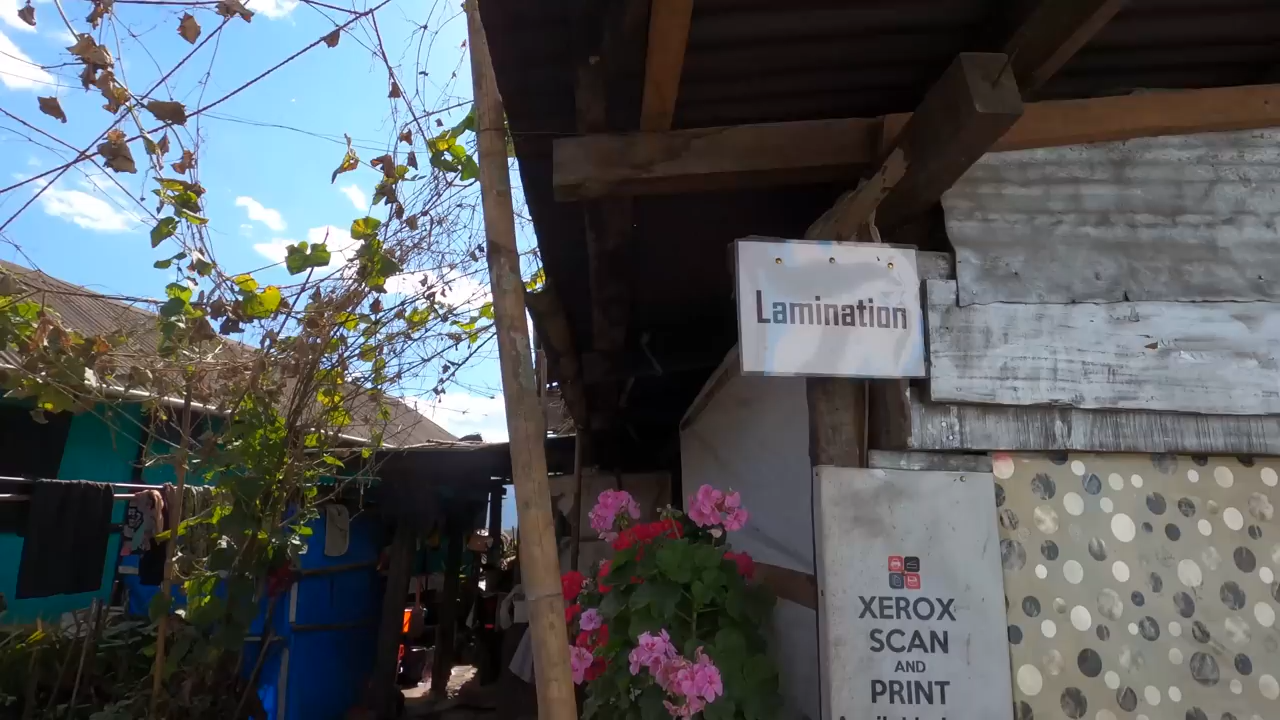 Lamination
XEROX
SCAN
AND
PRINT